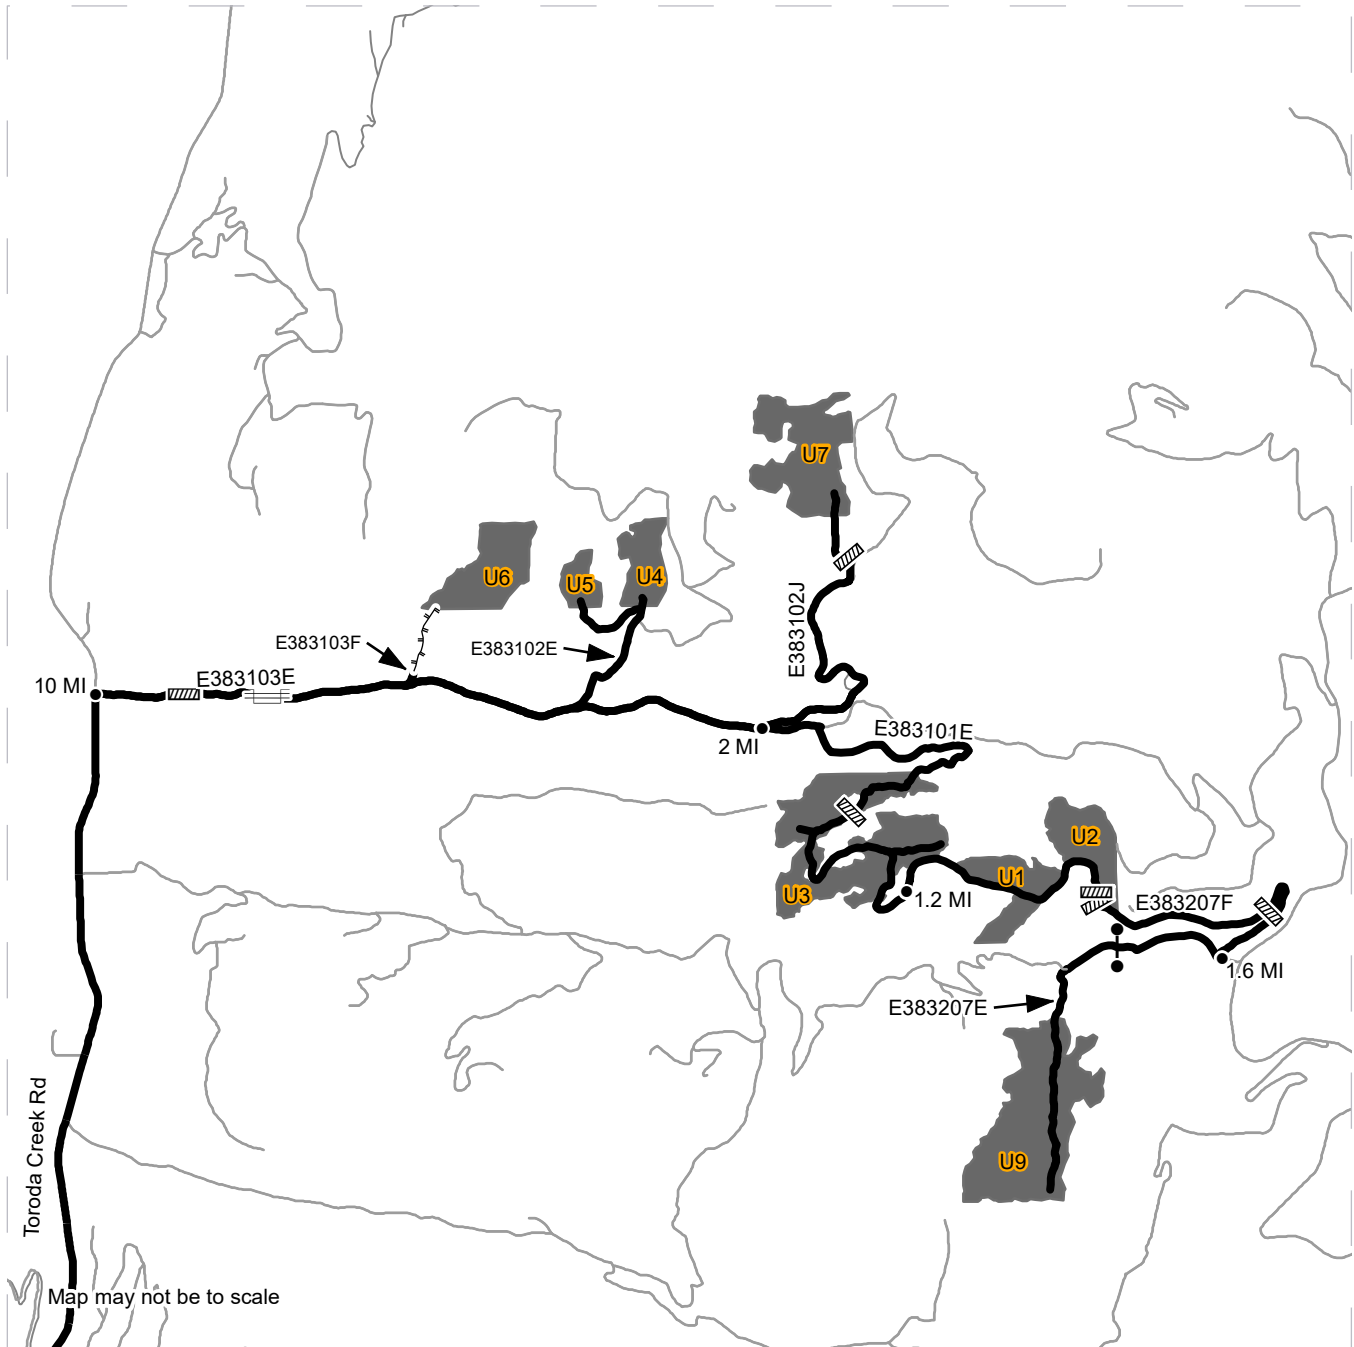 U7
U6
U5
U4
E383102J
E383103F
E383102E
E383103E
10 MI
E383101E
2 MI
U2
U1
U3
1.2 MI
E383207F
1.6 MI
E383207E
Toroda Creek Rd
U9
Map may not be to scale